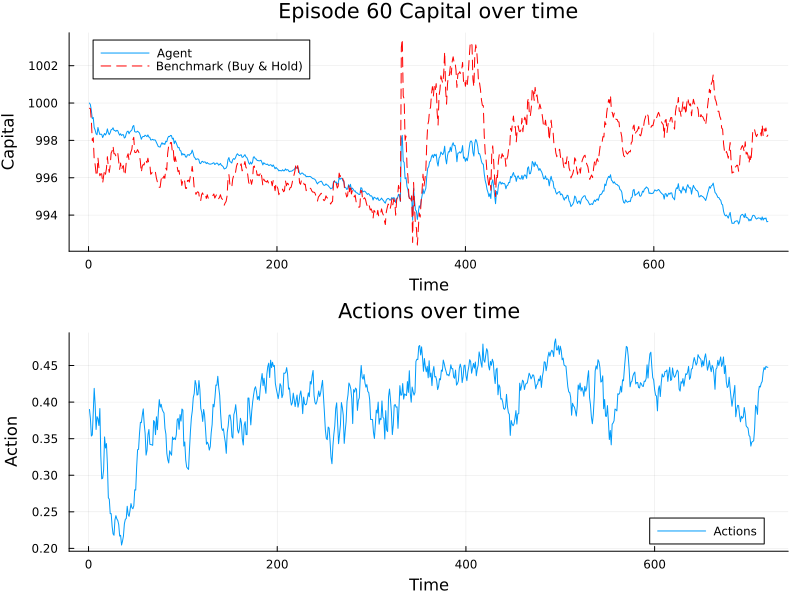 Episode 60 Capital over time
Capital
1002
1000
998
996
994
Agent
Benchmark (Buy & Hold)
0
200
400
600
Time
Actions over time
Action
0.45
0.40
0.35
0.30
0.25
0.20
Actions
0
200
400
600
Time